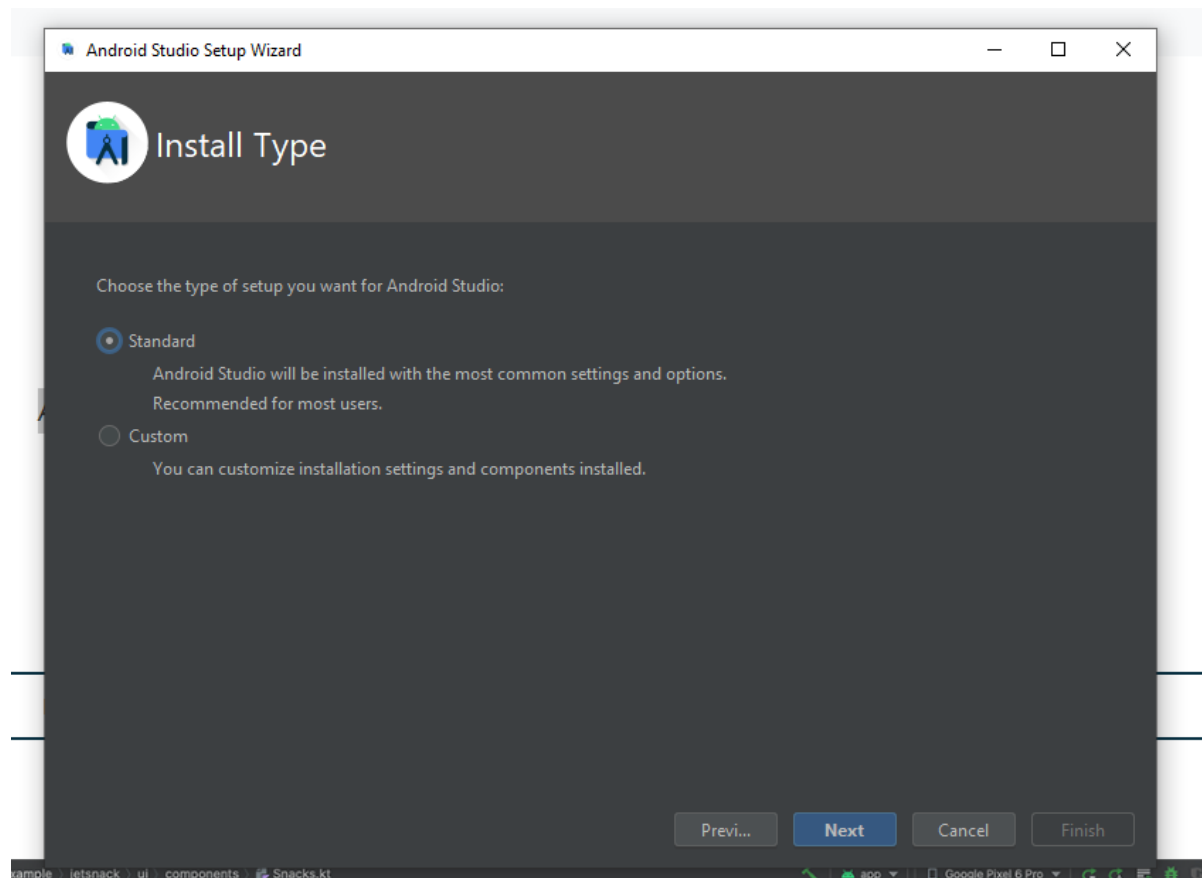 Android Studio Setup Wizard
Install Type
Choose the type of setup you want for Android Studio:
Standard
Android Studio will be installed with the most common settings and options.
Recommended for most users.
Custom
You can customize installation settings and components installed.
Previ... Next Cancel Finish
xample jetsnack ui components Snacks.kt app Google Pixel 6 Pro